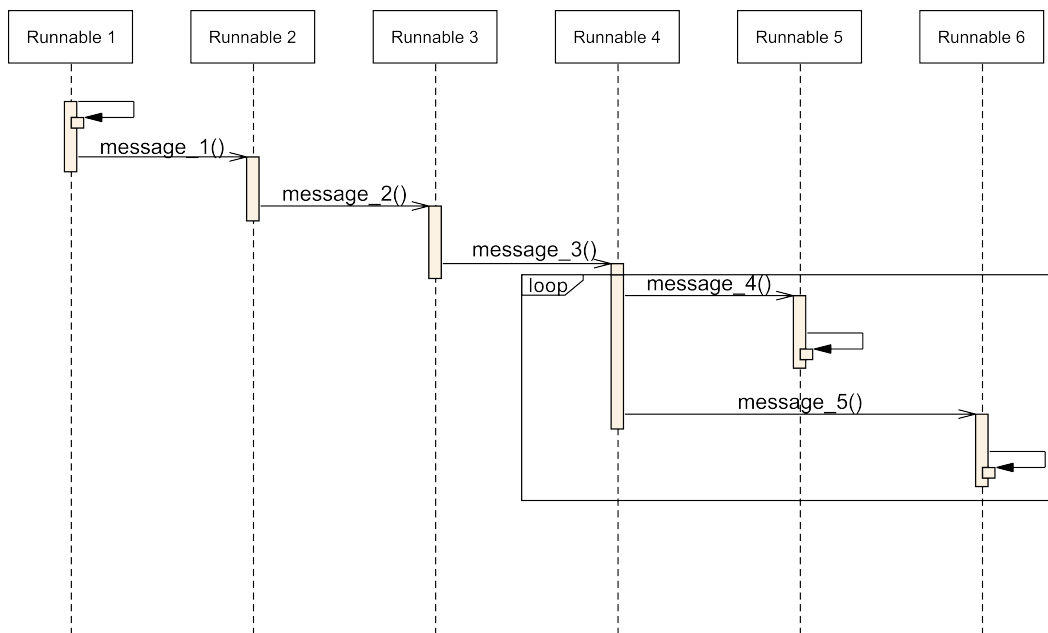 Runnable 1
Runnable 2
Runnable 3
Runnable 4
Runnable 5
Runnable 6
message_1()
message_2()
message_3()
loop
message_4()
message_5()